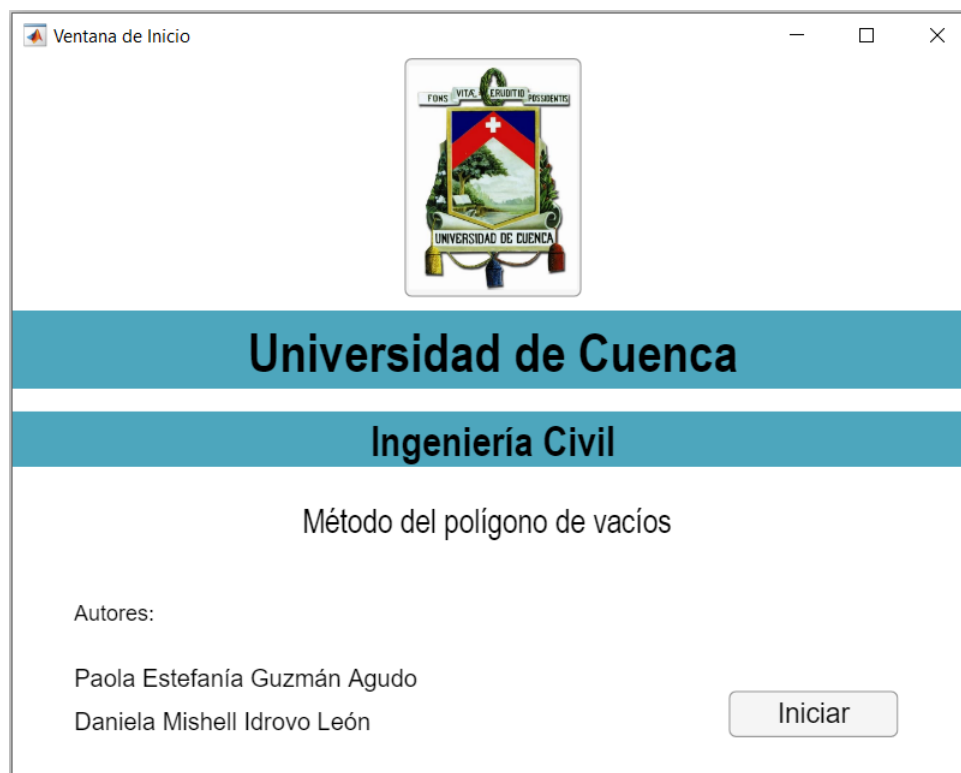 Ventana de Inicio
FONS VITÆ ERUDITIO POSSIDENTIS
UNIVERSIDAD DE CUENCA
Universidad de Cuenca
Ingeniería Civil
Método del polígono de vacíos
Autores:
Paola Estefanía Guzmán Agudo
Daniela Mishell Idrovo León
Iniciar